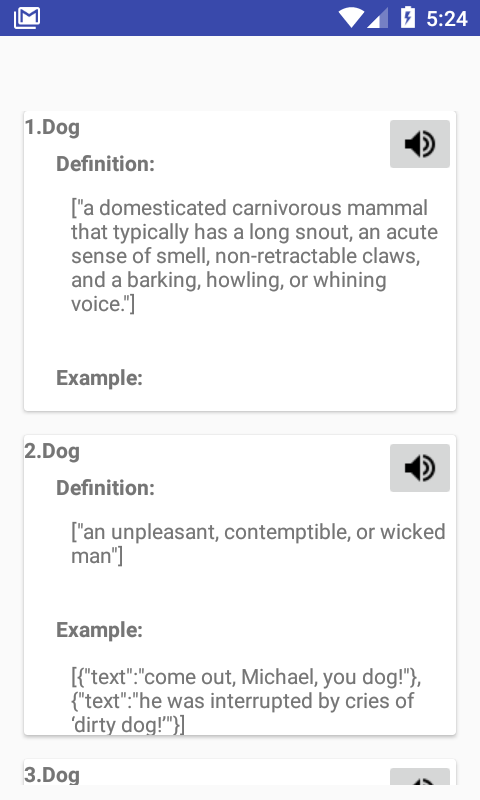 5:24
1.Dog
Definition:
["a domesticated carnivorous mammal
that typically has a long snout, an acute
sense of smell, non-retractable claws,
and a barking, howling, or whining
voice."]
Example:
2.Dog
Definition:
["an unpleasant, contemptible, or wicked
man"]
Example:
[{"text":"come out, Michael, you dog!"},
{"text":"he was interrupted by cries of
‘dirty dog!’"}]
3.Dog